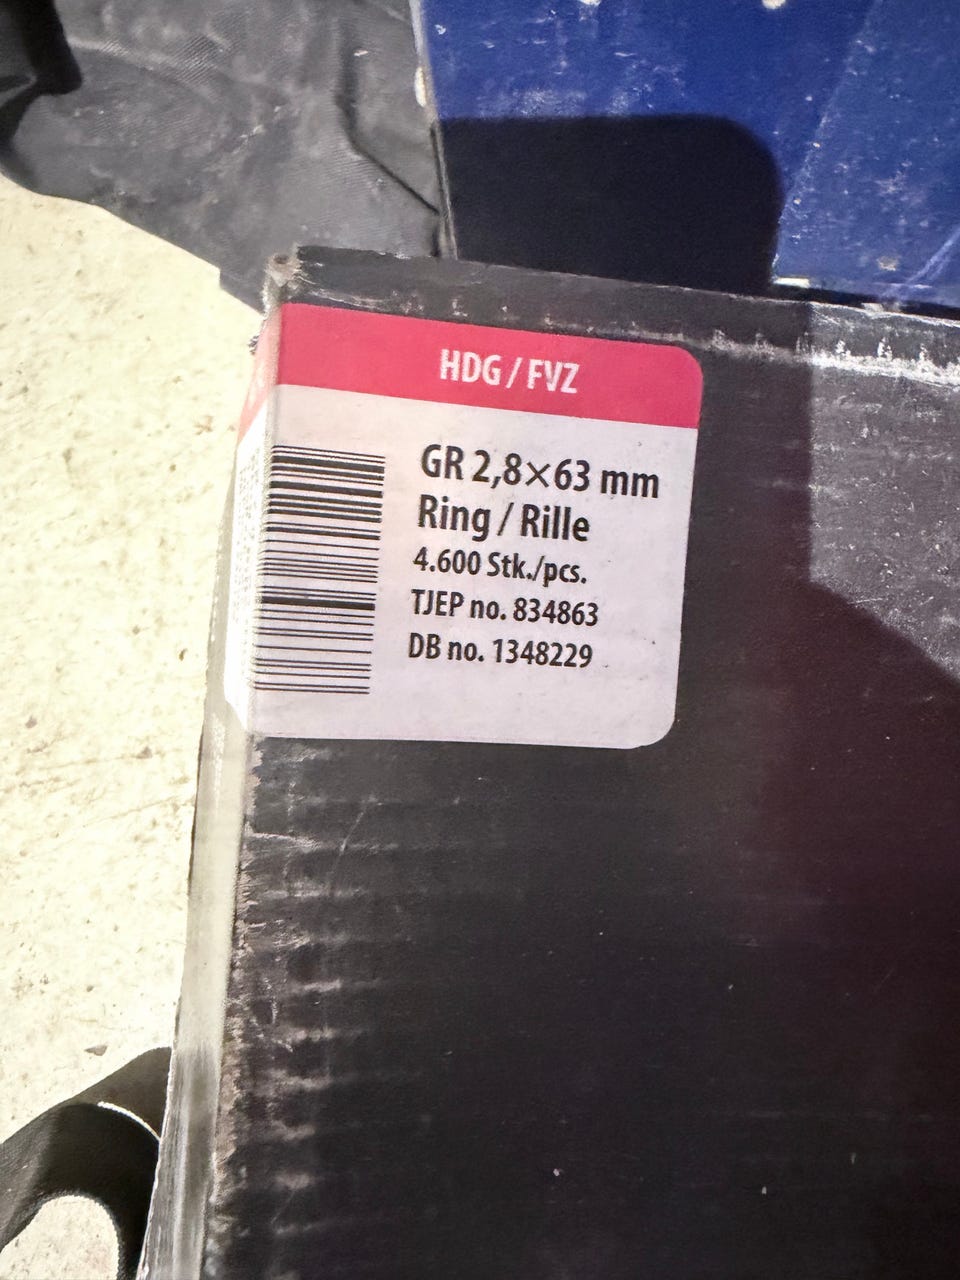 HDG / FVZ
GR 2,8×63 mm
Ring / Rille
4.600 Stk./pcs.
TJEP no. 834863
DB no. 1348229